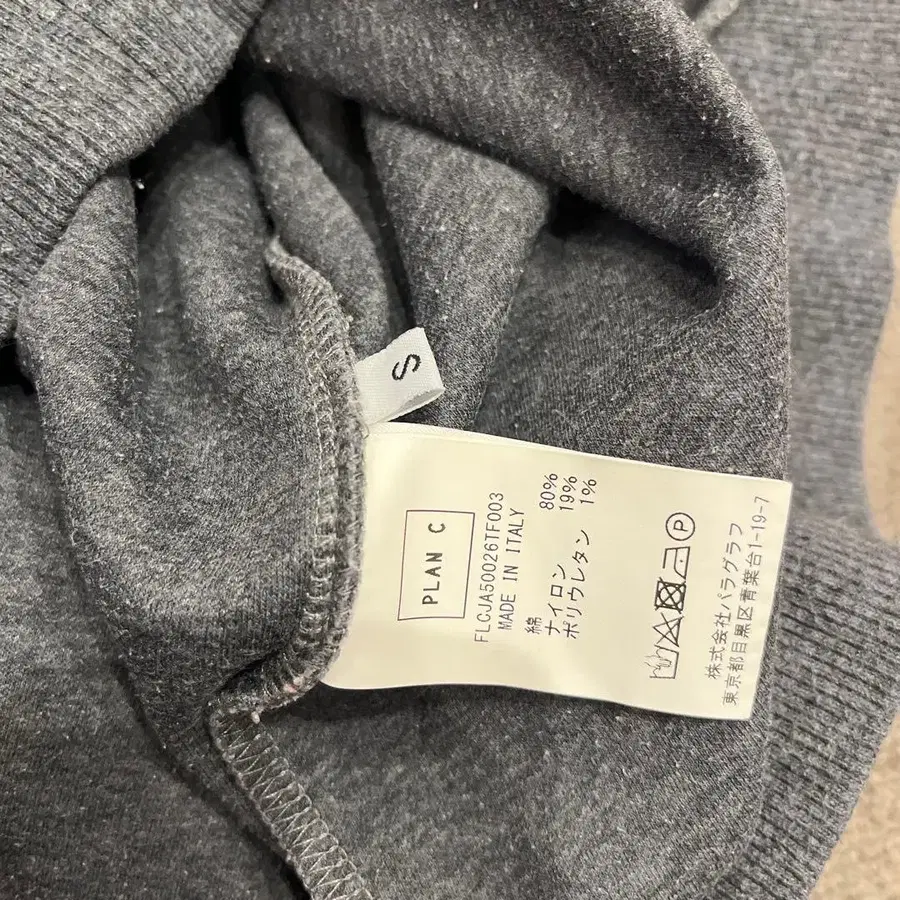 S
PLAN C
FLCJA50026TF003
MADE IN ITALY
綿 80%
ナイロン 19%
ポリウレタン 1%
P
株式会社パラグラフ
東京都目黒区青葉台1-19-7